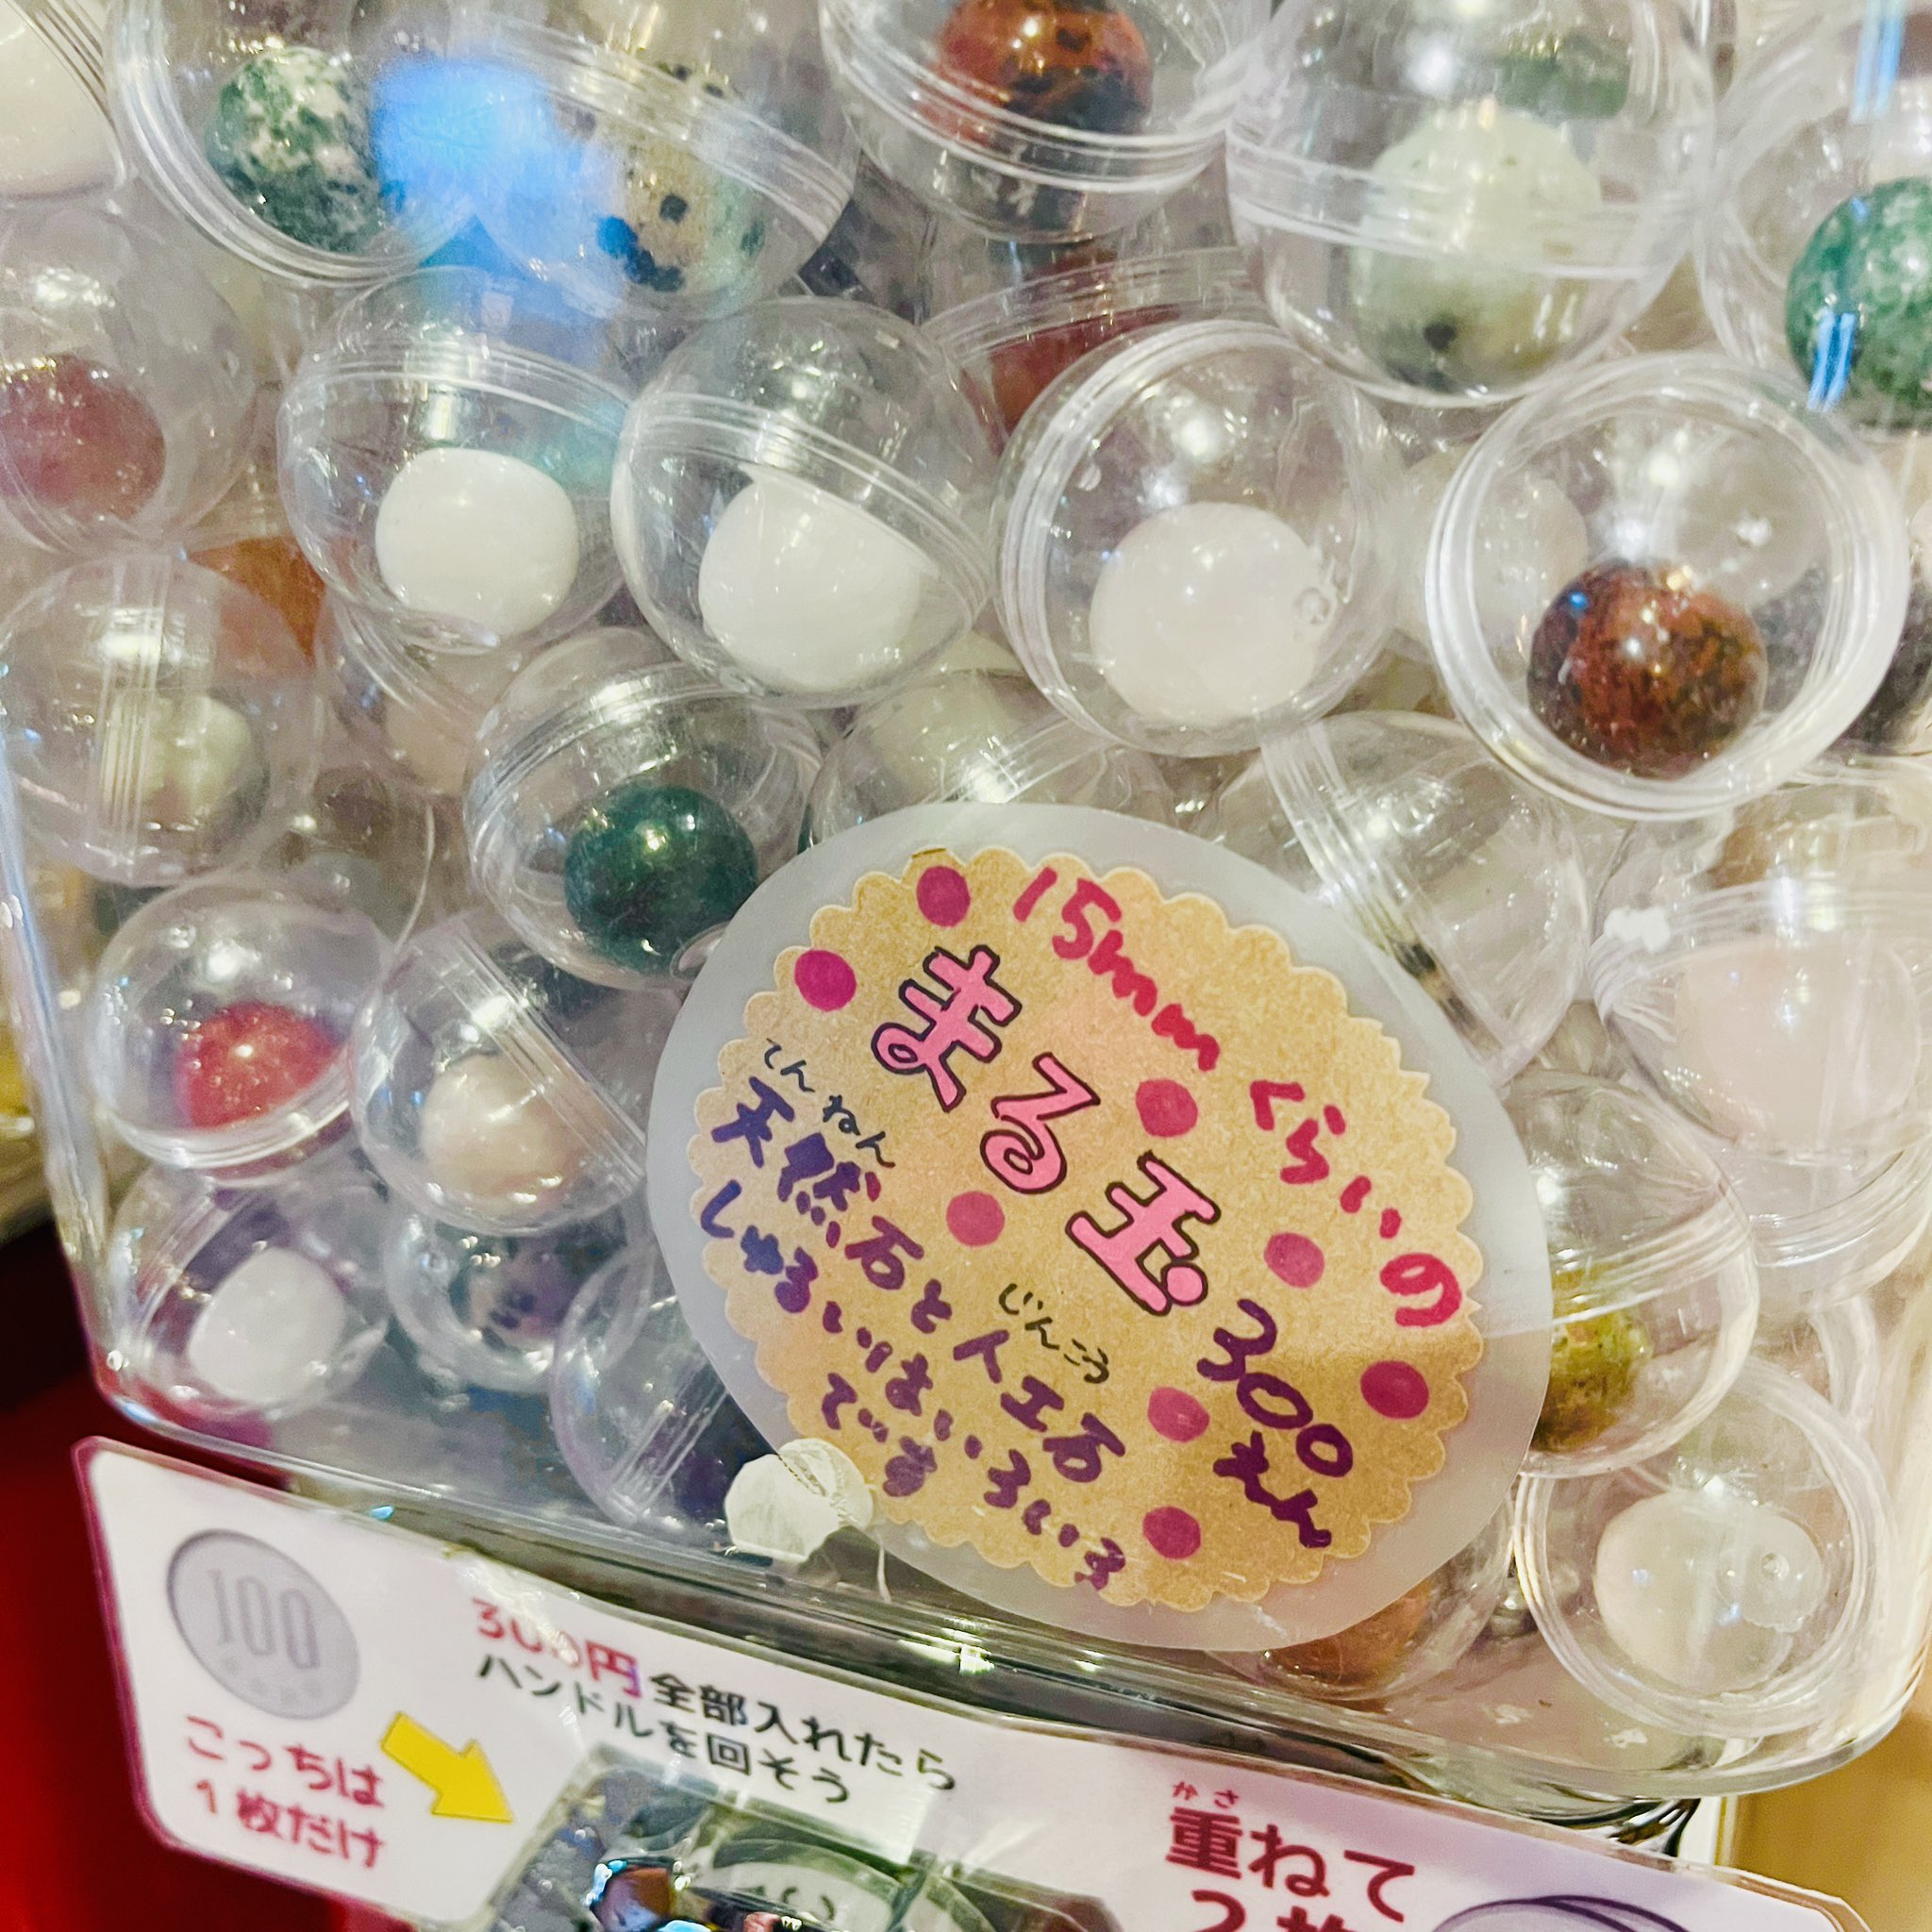 15mmくらいの
まる玉
300えん
てんねん
じんこう
天然石と人工石
しゅるいはいろいろ
です
100
300円 全部入れたら
ハンドルを回そう
こっちは
1枚だけ
かさ
重ねて
2枚